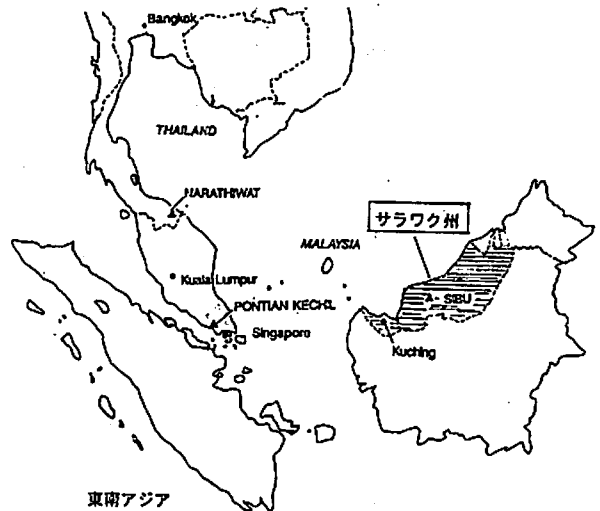 Bangkok
THAILAND
NARATHIWAT
サラワク州
MALAYSIA
Kuala Lumpur
SIBU
PONTIAN KECHIL
Singapore
Kuching
東南アジア